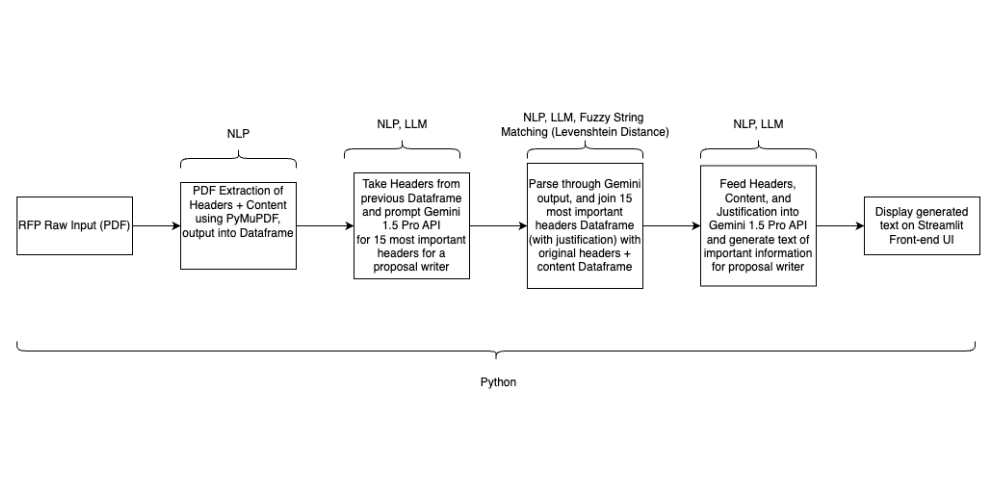 NLP
NLP, LLM
NLP, LLM, Fuzzy String
Matching (Levenshtein Distance)
NLP, LLM
RFP Raw Input (PDF)
PDF Extraction of
Headers + Content
using PyMuPDF,
output into Dataframe
Take Headers from
previous Dataframe
and prompt Gemini
1.5 Pro API
for 15 most important
headers for a
proposal writer
Parse through Gemini
output, and join 15
most important
headers Dataframe
(with justification) with
original headers +
content Dataframe
Feed Headers,
Content, and
Justification into
Gemini 1.5 Pro API
and generate text of
important information
for proposal writer
Display generated
text on Streamlit
Front-end UI
Python